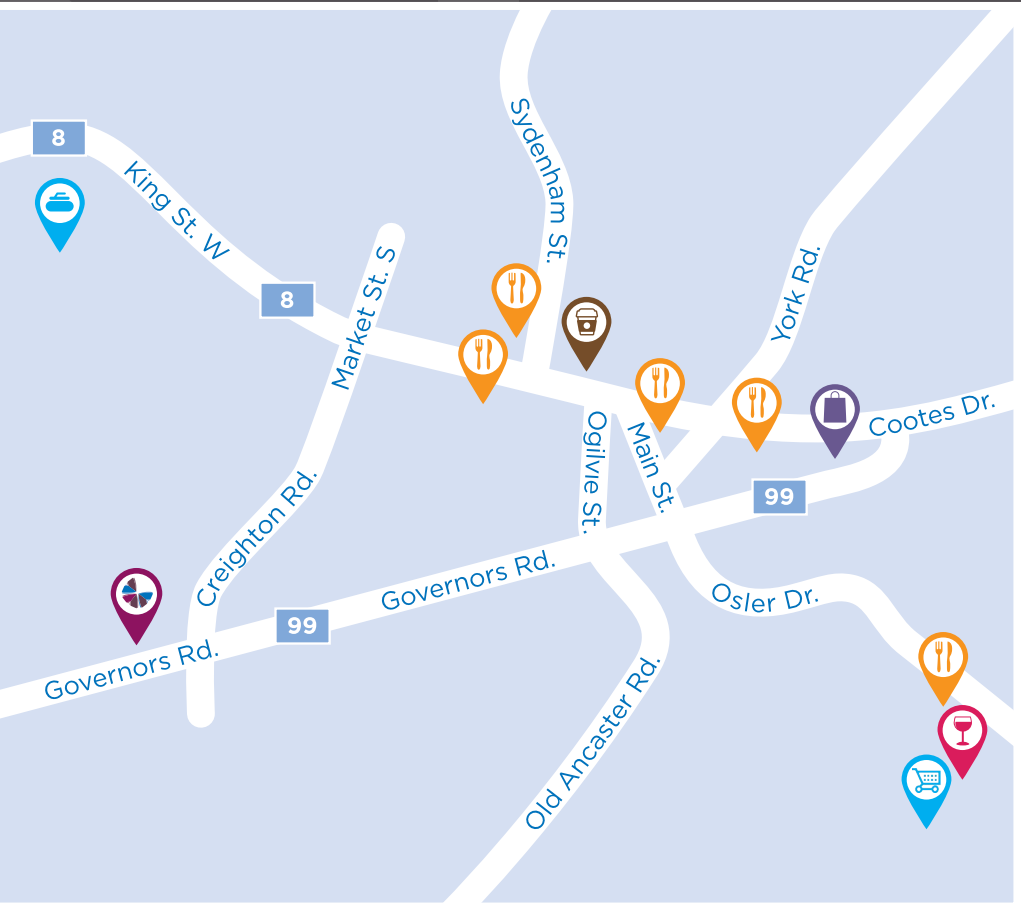 8
King St. W
Sydenham St.
8
Market St. S
York Rd.
Cootes Dr.
Ogilvie St.
Main St.
99
Creighton Rd.
Governors Rd.
Osler Dr.
99
Governors Rd.
Old Ancaster Rd.